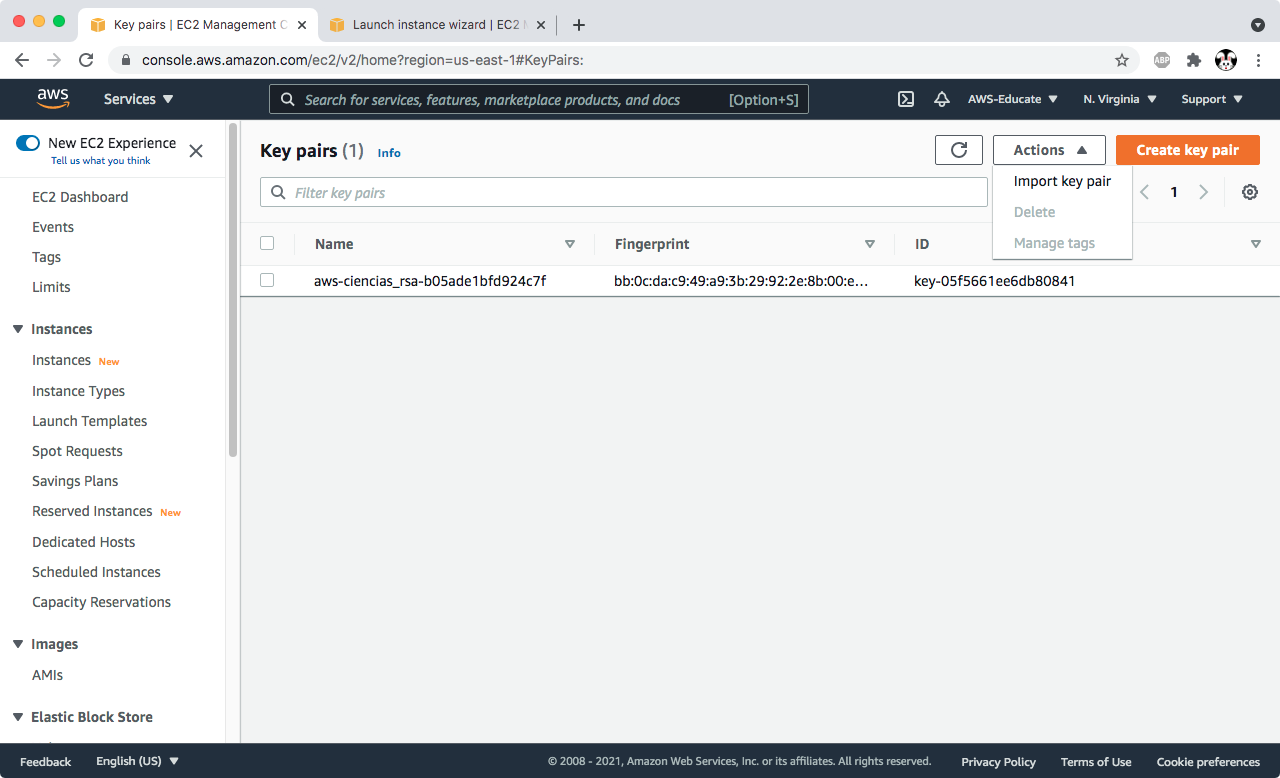 Key pairs | EC2 Management C
Launch instance wizard | EC2 M
console.aws.amazon.com/ec2/v2/home?region=us-east-1#KeyPairs:
ABP
aws
Services
Search for services, features, marketplace products, and docs
[Option+S]
AWS-Educate
N. Virginia
Support
New EC2 Experience
Tell us what you think
EC2 Dashboard
Events
Tags
Limits
Instances
Instances New
Instance Types
Launch Templates
Spot Requests
Savings Plans
Reserved Instances New
Dedicated Hosts
Scheduled Instances
Capacity Reservations
Images
AMIs
Elastic Block Store
Key pairs (1) Info
Actions
Create key pair
Filter key pairs
Import key pair
Delete
Manage tags
1
Name
Fingerprint
ID
aws-ciencias_rsa-b05ade1bfd924c7f
bb:0c:da:c9:49:a9:3b:29:92:2e:8b:00:e...
key-05f5661ee6db80841
Feedback
English (US)
© 2008 - 2021, Amazon Web Services, Inc. or its affiliates. All rights reserved.
Privacy Policy
Terms of Use
Cookie preferences